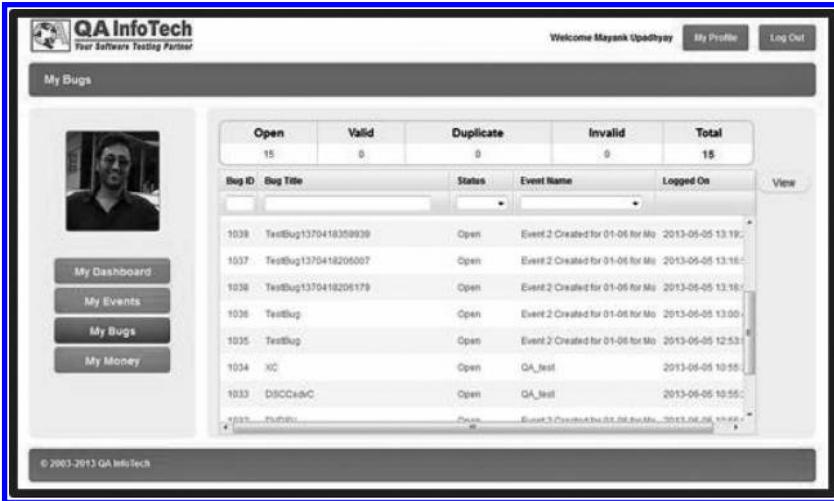 QA InfoTech
Your Software Testing Partner
Welcome Mayank Upadhyay My Profile Log Out
My Bugs
Open Valid Duplicate Invalid Total
15 0 0 0 15
Bug ID Bug Title Status Event Name Logged On View
1039 TestBug1370418359939 Open Event 2 Created for 01-06 for Mo 2013-06-05 13:19:
1037 TestBug1370418206007 Open Event 2 Created for 01-06 for Mo 2013-06-05 13:16:
1038 TestBug1370418206179 Open Event 2 Created for 01-06 for Mo 2013-06-05 13:16:
1036 TestBug Open Event 2 Created for 01-06 for Mo 2013-06-05 13:00:
1035 TestBug Open Event 2 Created for 01-06 for Mo 2013-06-05 12:53:
1034 XC Open QA_test 2013-06-05 10:55:
1033 Open QA_test 2013-06-05 10:55:
My Dashboard
My Events
My Bugs
My Money
© 2003-2013 QA InfoTech